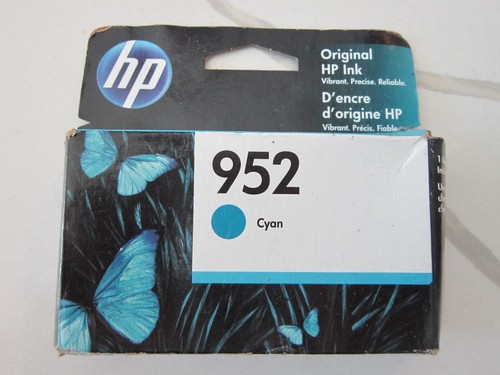 hp
Original
HP Ink
Vibrant. Precise. Reliable.
D'encre
d'origine HP
Vibrant. Précis. Fiable.
952
Cyan